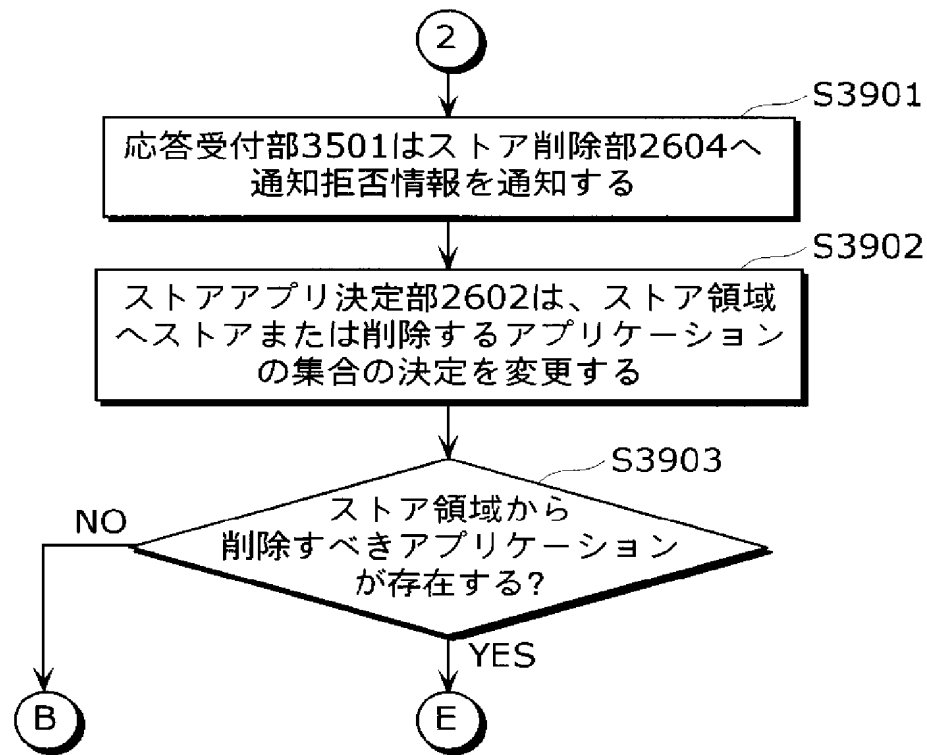 2
S3901
応答受付部3501はストア削除部2604へ
通知拒否情報を通知する
S3902
ストアアプリ決定部2602は、ストア領域
へストアまたは削除するアプリケーション
の集合の決定を変更する
S3903
ストア領域から
削除すべきアプリケーション
が存在する?
NO
YES
B
E